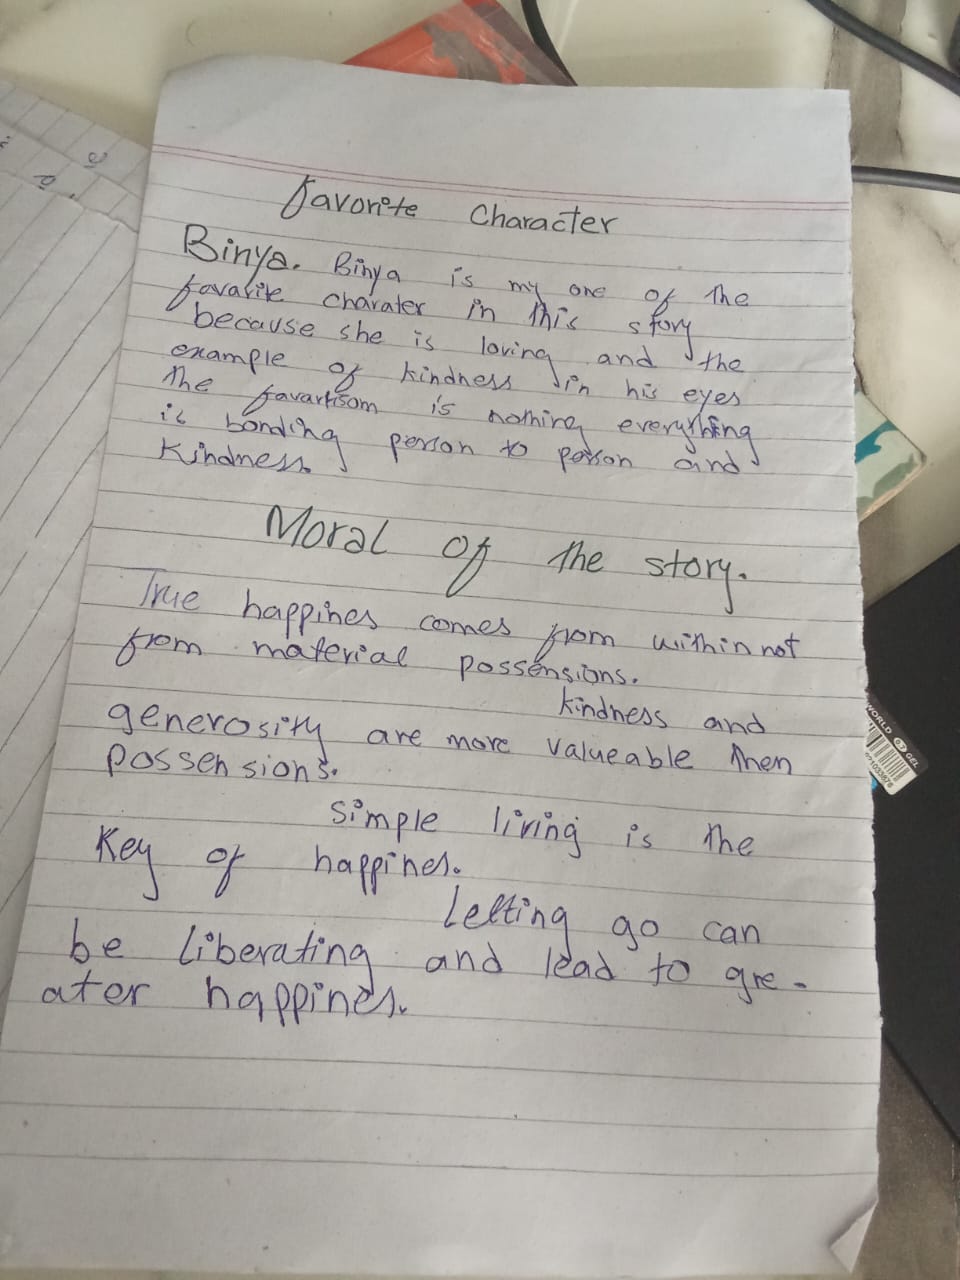 favorite Character
Binya. Binya is my one of the
favarite charater in this story
because she is loving and the
example of kindness in his eyes
The favartisom is nothing everything
is bonding person to person and
Kindness.
Moral of the story.
True happines comes from within not
from material possensions.
kindness and
generosity are more valueable then
possensions.
simple living is the
Key of happines.
Letting go can
be liberating and lead to gre-
ater happines.
WORLD OF GEL